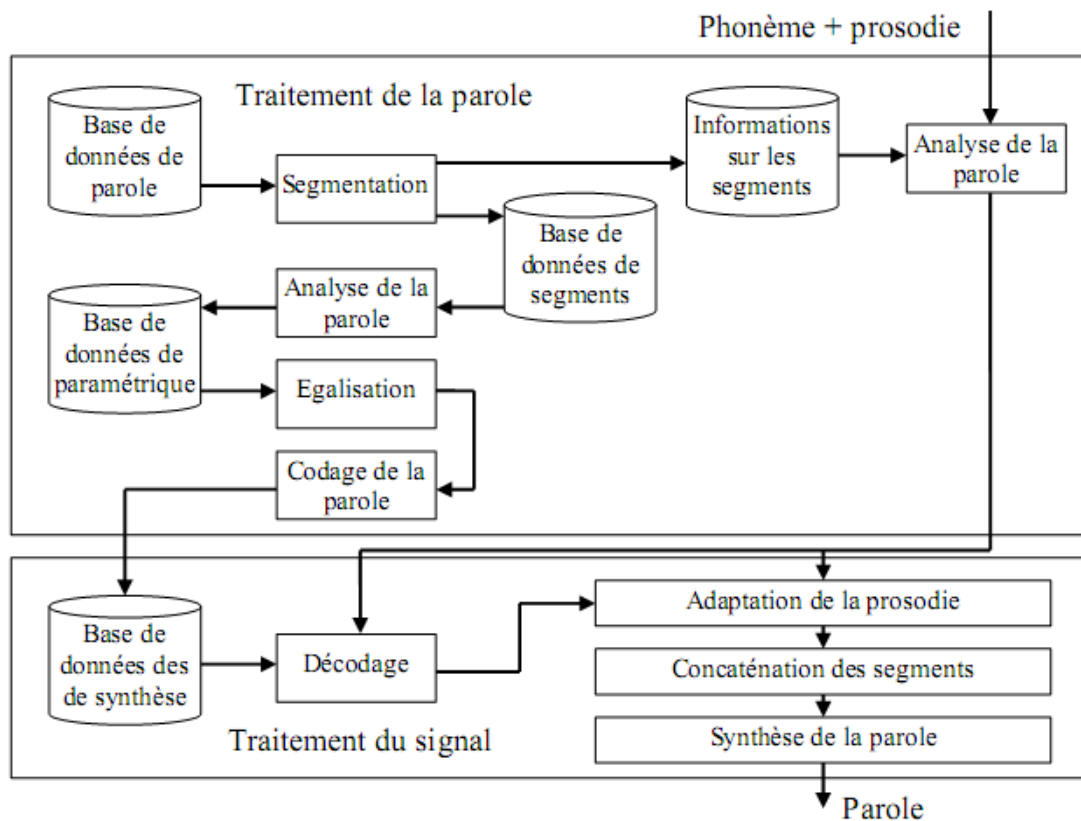 Phonème + prosodie
Traitement de la parole
Base de
données de
parole
Segmentation
Informations
sur les
segments
Analyse de la
parole
Base de
données de
segments
Analyse de la
parole
Base de
données de
paramétrique
Egalisation
Codage de la
parole
Base de
données des
de synthèse
Décodage
Adaptation de la prosodie
Concaténation des segments
Synthèse de la parole
Traitement du signal
Parole